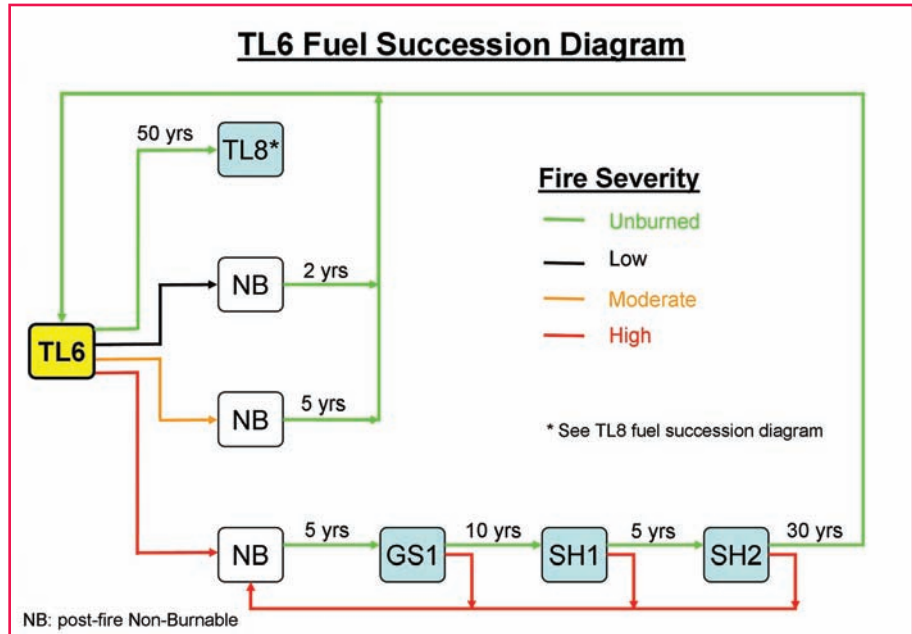 TL6 Fuel Succession Diagram
50 yrs
TL8*
Fire Severity
Unburned
Low
Moderate
High
NB
2 yrs
TL6
NB
5 yrs
* See TL8 fuel succession diagram
NB
5 yrs
GS1
10 yrs
SH1
5 yrs
SH2
30 yrs
NB: post-fire Non-Burnable